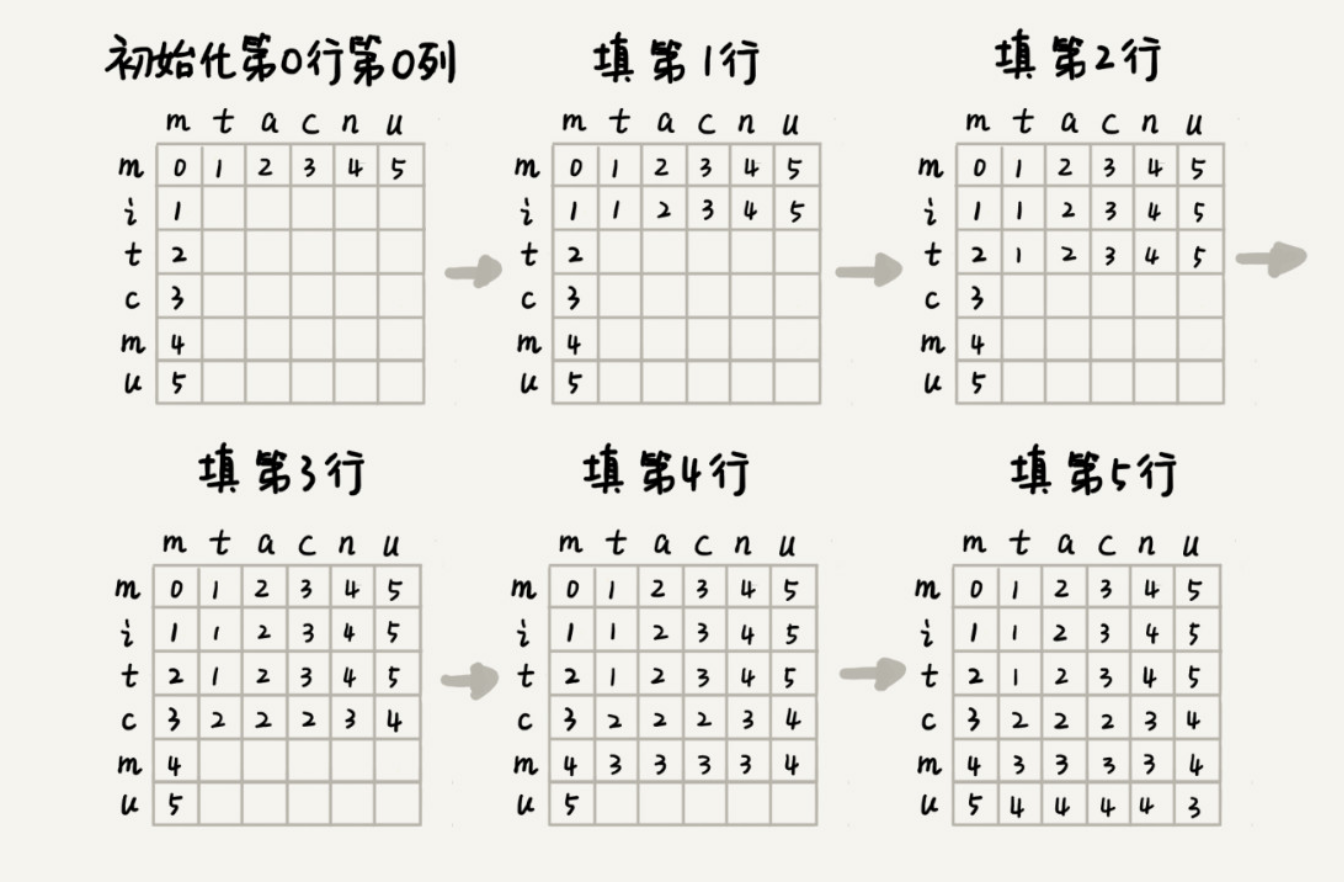 初始化第0行第0列 填第1行 填第2行
m t a c n u m t a c n u m t a c n u
m 0 1 2 3 4 5 m 0 1 2 3 4 5 m 0 1 2 3 4 5
i 1 i 1 1 2 3 4 5 i 1 1 2 3 4 5
t 2 t 2 t 2 1 2 3 4 5
c 3 c 3 c 3
m 4 m 4 m 4
u 5 u 5 u 5
填第3行 填第4行 填第5行
m t a c n u m t a c n u m t a c n u
m 0 1 2 3 4 5 m 0 1 2 3 4 5 m 0 1 2 3 4 5
i 1 1 2 3 4 5 i 1 1 2 3 4 5 i 1 1 2 3 4 5
t 2 1 2 3 4 5 t 2 1 2 3 4 5 t 2 1 2 3 4 5
c 3 2 2 2 3 4 c 3 2 2 2 3 4 c 3 2 2 2 3 4
m 4 m 4 3 3 3 3 4 m 4 3 3 3 3 4
u 5 u 5 u 5 4 4 4 4 3